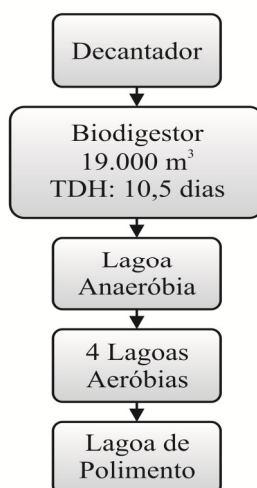 Decantador
Biodigestor
19.000 m³
TDH: 10,5 dias
Lagoa
Anaeróbia
4 Lagoas
Aeróbias
Lagoa de
Polimento